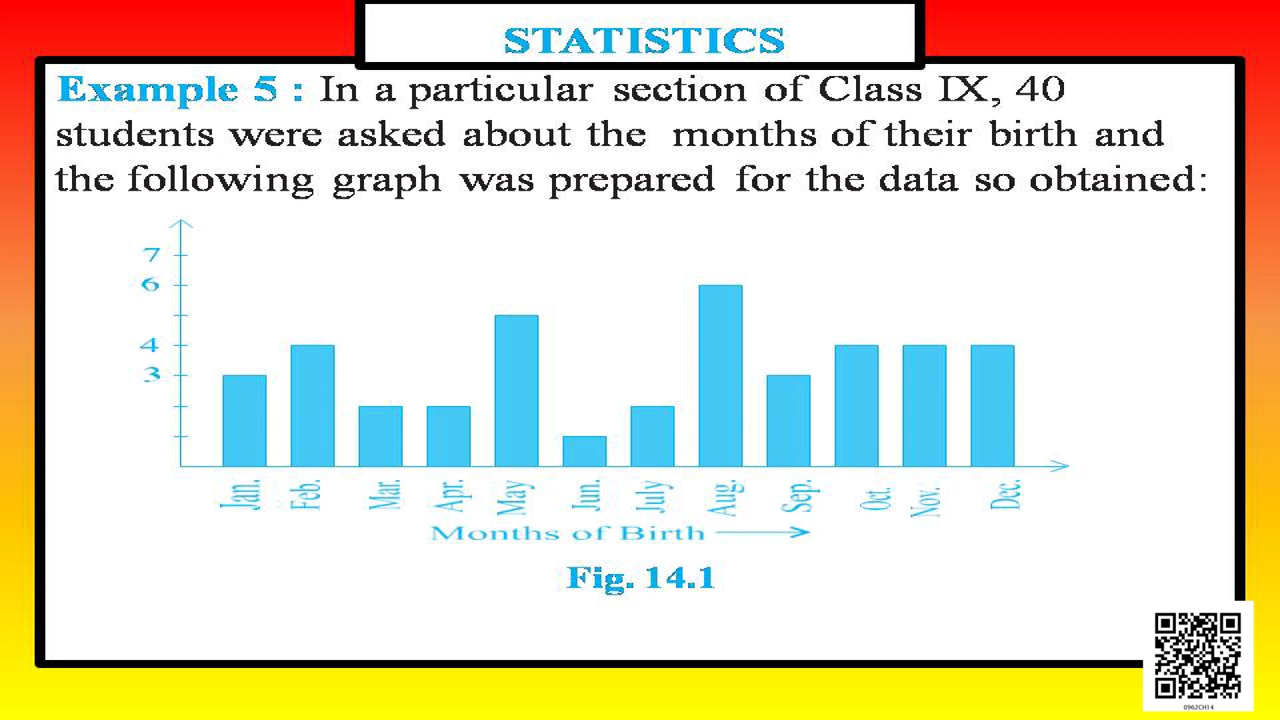 STATISTICS
Example 5 : In a particular section of Class IX, 40
students were asked about the months of their birth and
the following graph was prepared for the data so obtained:
7
6
4
3
Jan. Feb. Mar. Apr. May Jun. July Aug. Sep. Oct. Nov. Dec.
Months of Birth
Fig. 14.1
0962CH14